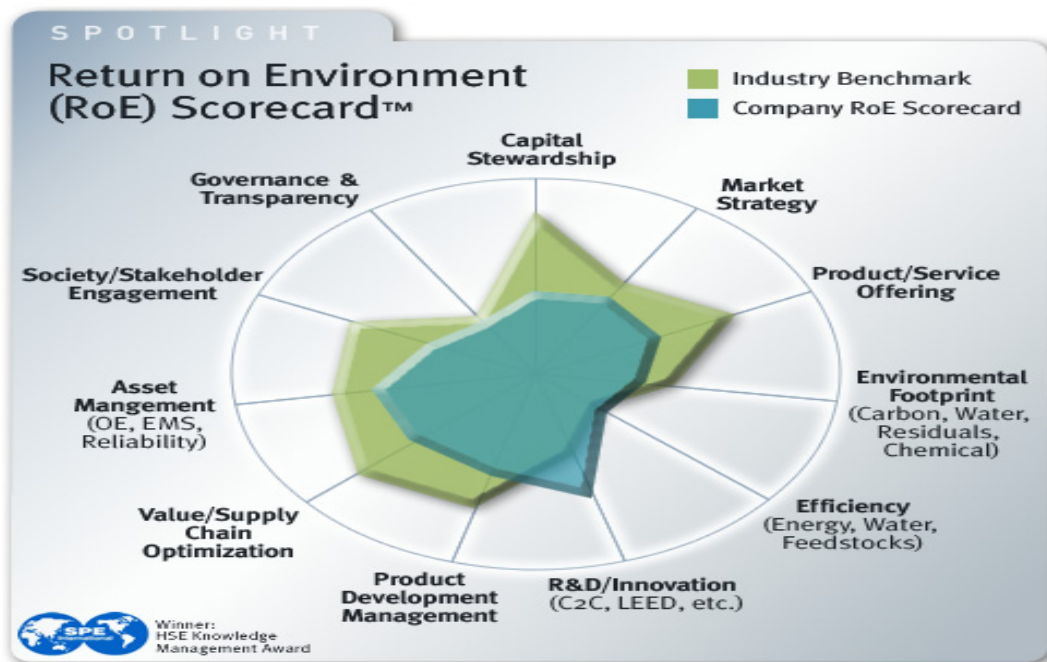 SPOTLIGHT
Return on Environment
(RoE) Scorecard™
Industry Benchmark
Company RoE Scorecard
Capital
Stewardship
Market
Strategy
Product/Service
Offering
Environmental
Footprint
(Carbon, Water,
Residuals,
Chemical)
Efficiency
(Energy, Water,
Feedstocks)
R&D/Innovation
(C2C, LEED, etc.)
Product
Development
Management
Value/Supply
Chain
Optimization
Asset
Mangement
(OE, EMS,
Reliability)
Society/Stakeholder
Engagement
Governance &
Transparency
SPE
International
Winner:
HSE Knowledge
Management Award